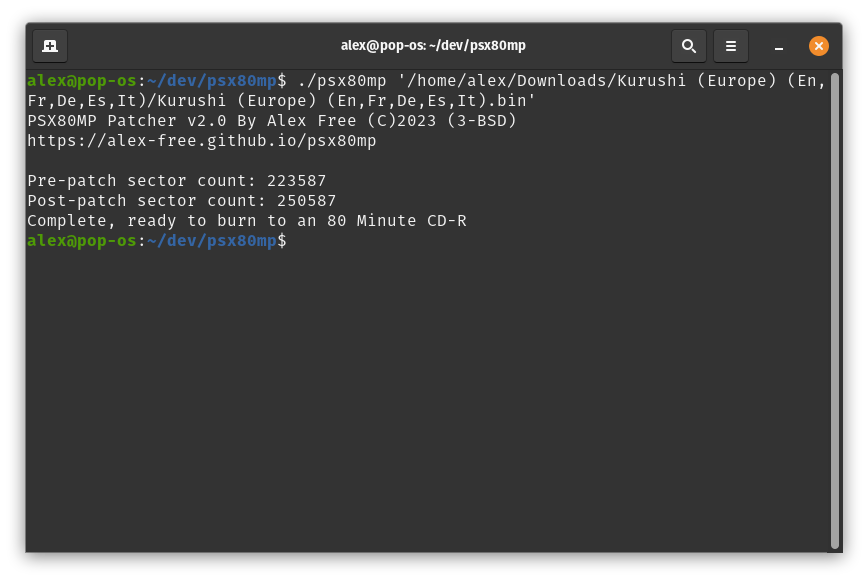 alex@pop-os: ~/dev/psx80mp
alex@pop-os:~/dev/psx80mp$ ./psx80mp '/home/alex/Downloads/Kurushi (Europe) (En,
Fr,De,Es,It)/Kurushi (Europe) (En,Fr,De,Es,It).bin'
PSX80MP Patcher v2.0 By Alex Free (C)2023 (3-BSD)
https://alex-free.github.io/psx80mp
Pre-patch sector count: 223587
Post-patch sector count: 250587
Complete, ready to burn to an 80 Minute CD-R
alex@pop-os:~/dev/psx80mp$